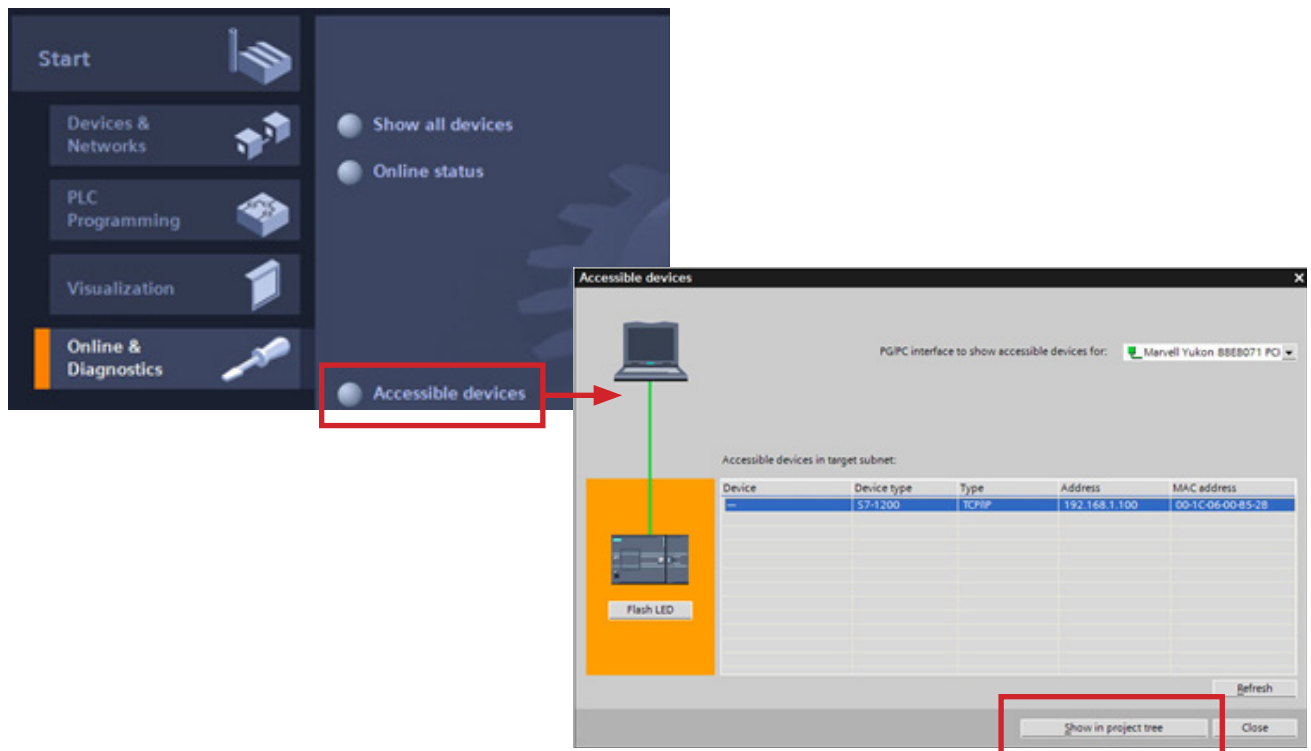 Start
Devices &
Networks
PLC
Programming
Visualization
Online &
Diagnostics
Show all devices
Online status
Accessible devices
Accessible devices
PG/PC interface to show accessible devices for:
Marvell Yukon 88E8071 PCI
Accessible devices in target subnet:
Device Device type Type Address MAC address
— S7-1200 TCP/IP 192.168.1.100 00-1C-06-00-85-2B
Flash LED
Refresh
Show in project tree
Close